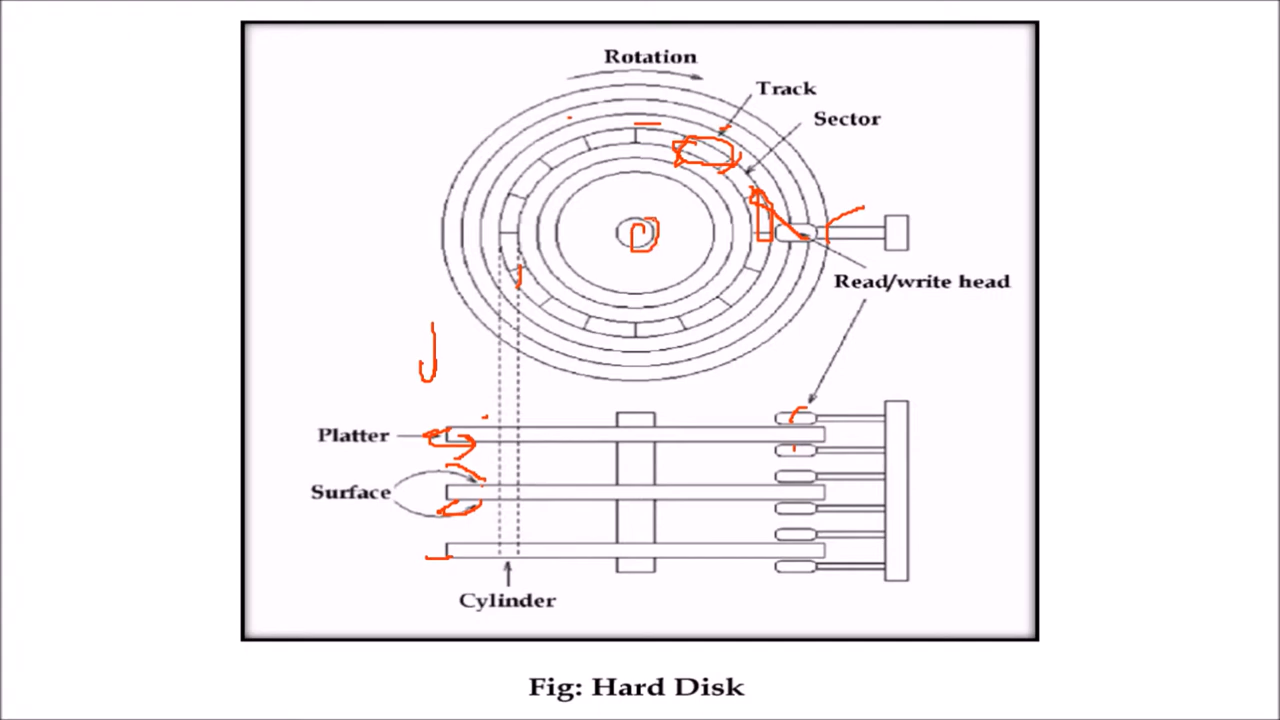 Rotation
Track
Sector
Read/write head
Platter
Surface
Cylinder
Fig: Hard Disk